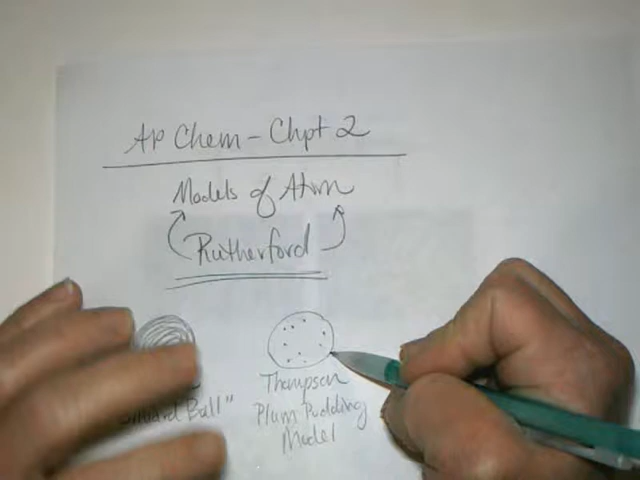 AP Chem - Chpt 2
Models of Atom
Rutherford
Thompson
Ball"
Plum Pudding
Model